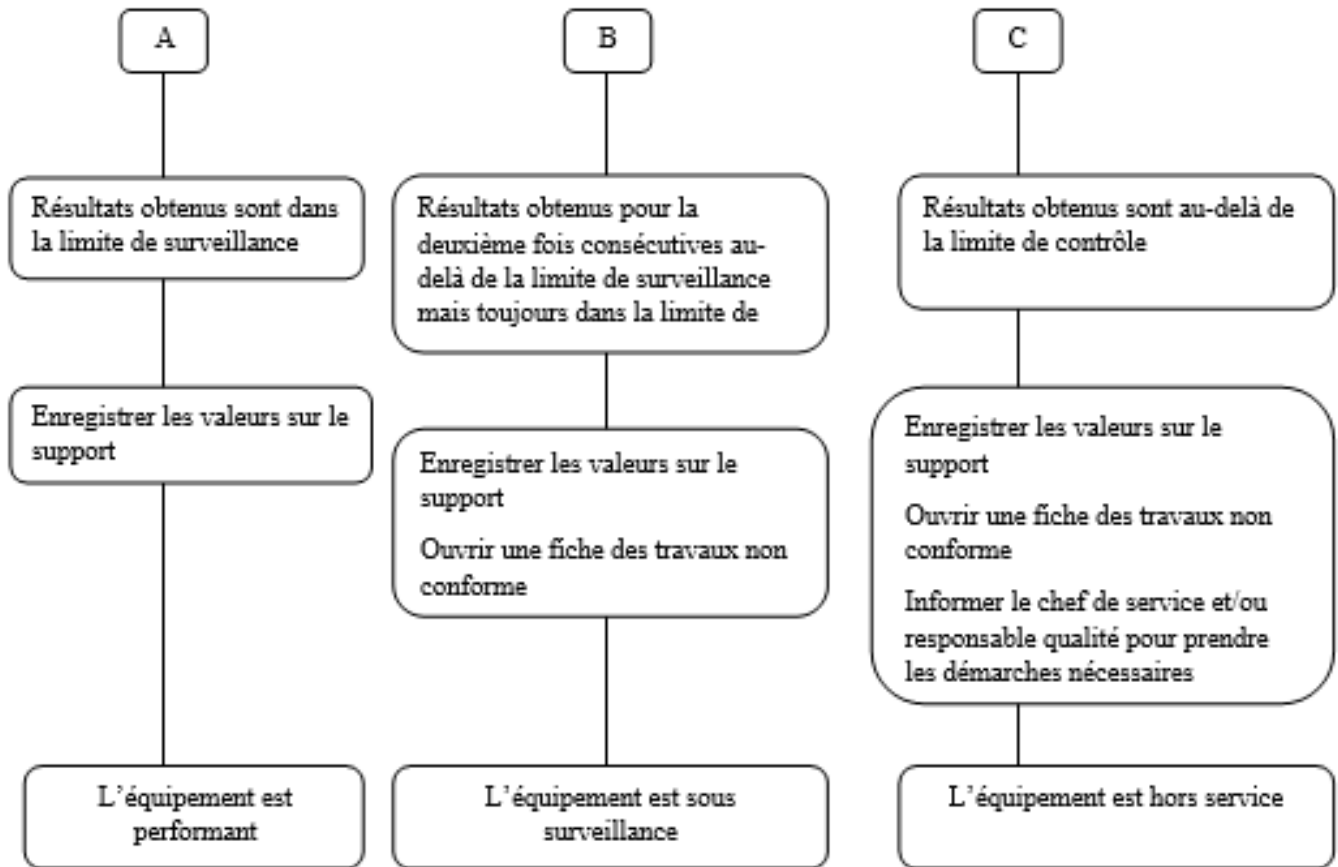 A
Résultats obtenus sont dans
la limite de surveillance
Enregistrer les valeurs sur le
support
L’équipement est
performant
B
Résultats obtenus pour la
deuxième fois consécutives au-
delà de la limite de surveillance
mais toujours dans la limite de
Enregistrer les valeurs sur le
support
Ouvrir une fiche des travaux non
conforme
L’équipement est sous
surveillance
C
Résultats obtenus sont au-delà de
la limite de contrôle
Enregistrer les valeurs sur le
support
Ouvrir une fiche des travaux non
conforme
Informer le chef de service et/ou
responsable qualité pour prendre
les démarches nécessaires
L’équipement est hors service